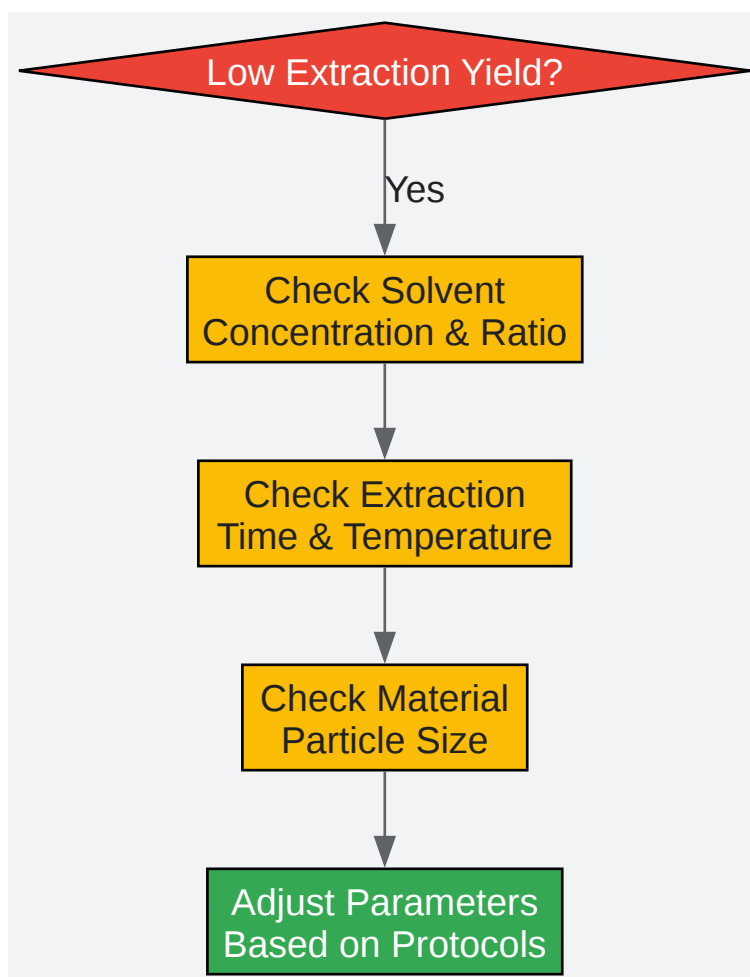 Low Extraction Yield?
Yes
Check Solvent
Concentration & Ratio
Check Extraction
Time & Temperature
Check Material
Particle Size
Adjust Parameters
Based on Protocols